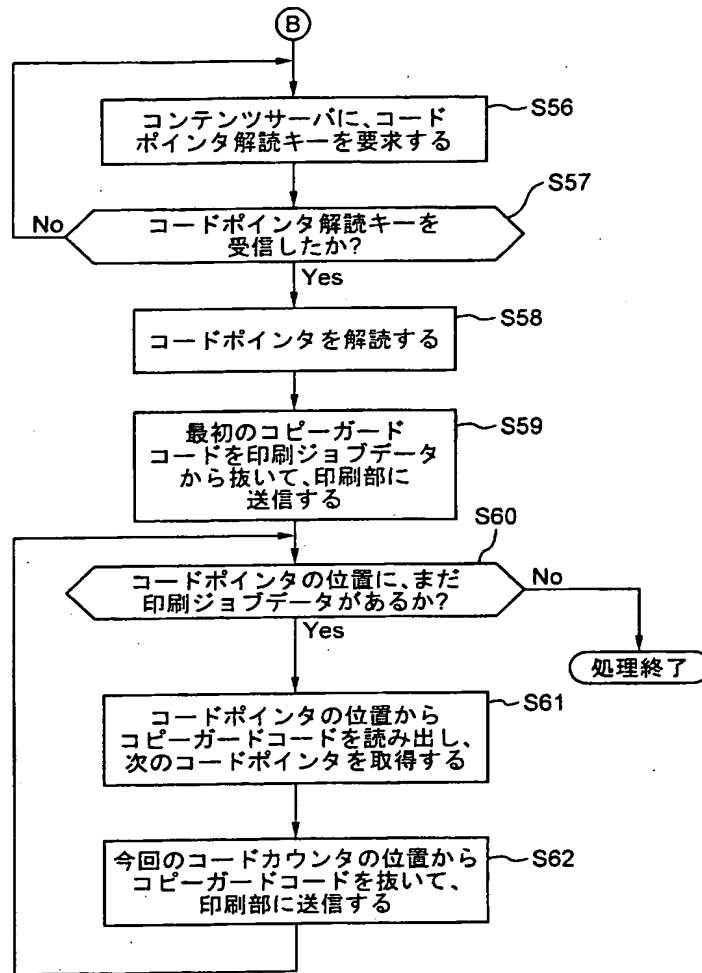 B
コンテンツサーバに、コード
ポインタ解読キーを要求する
S56
コードポインタ解読キーを
受信したか?
S57
No
Yes
コードポインタを解読する
S58
最初のコピーガード
コードを印刷ジョブデータ
から抜いて、印刷部に
送信する
S59
コードポインタの位置に、まだ
印刷ジョブデータがあるか?
S60
No
Yes
処理終了
コードポインタの位置から
コピーガードコードを読み出し、
次のコードポインタを取得する
S61
今回のコードカウンタの位置から
コピーガードコードを抜いて、
印刷部に送信する
S62